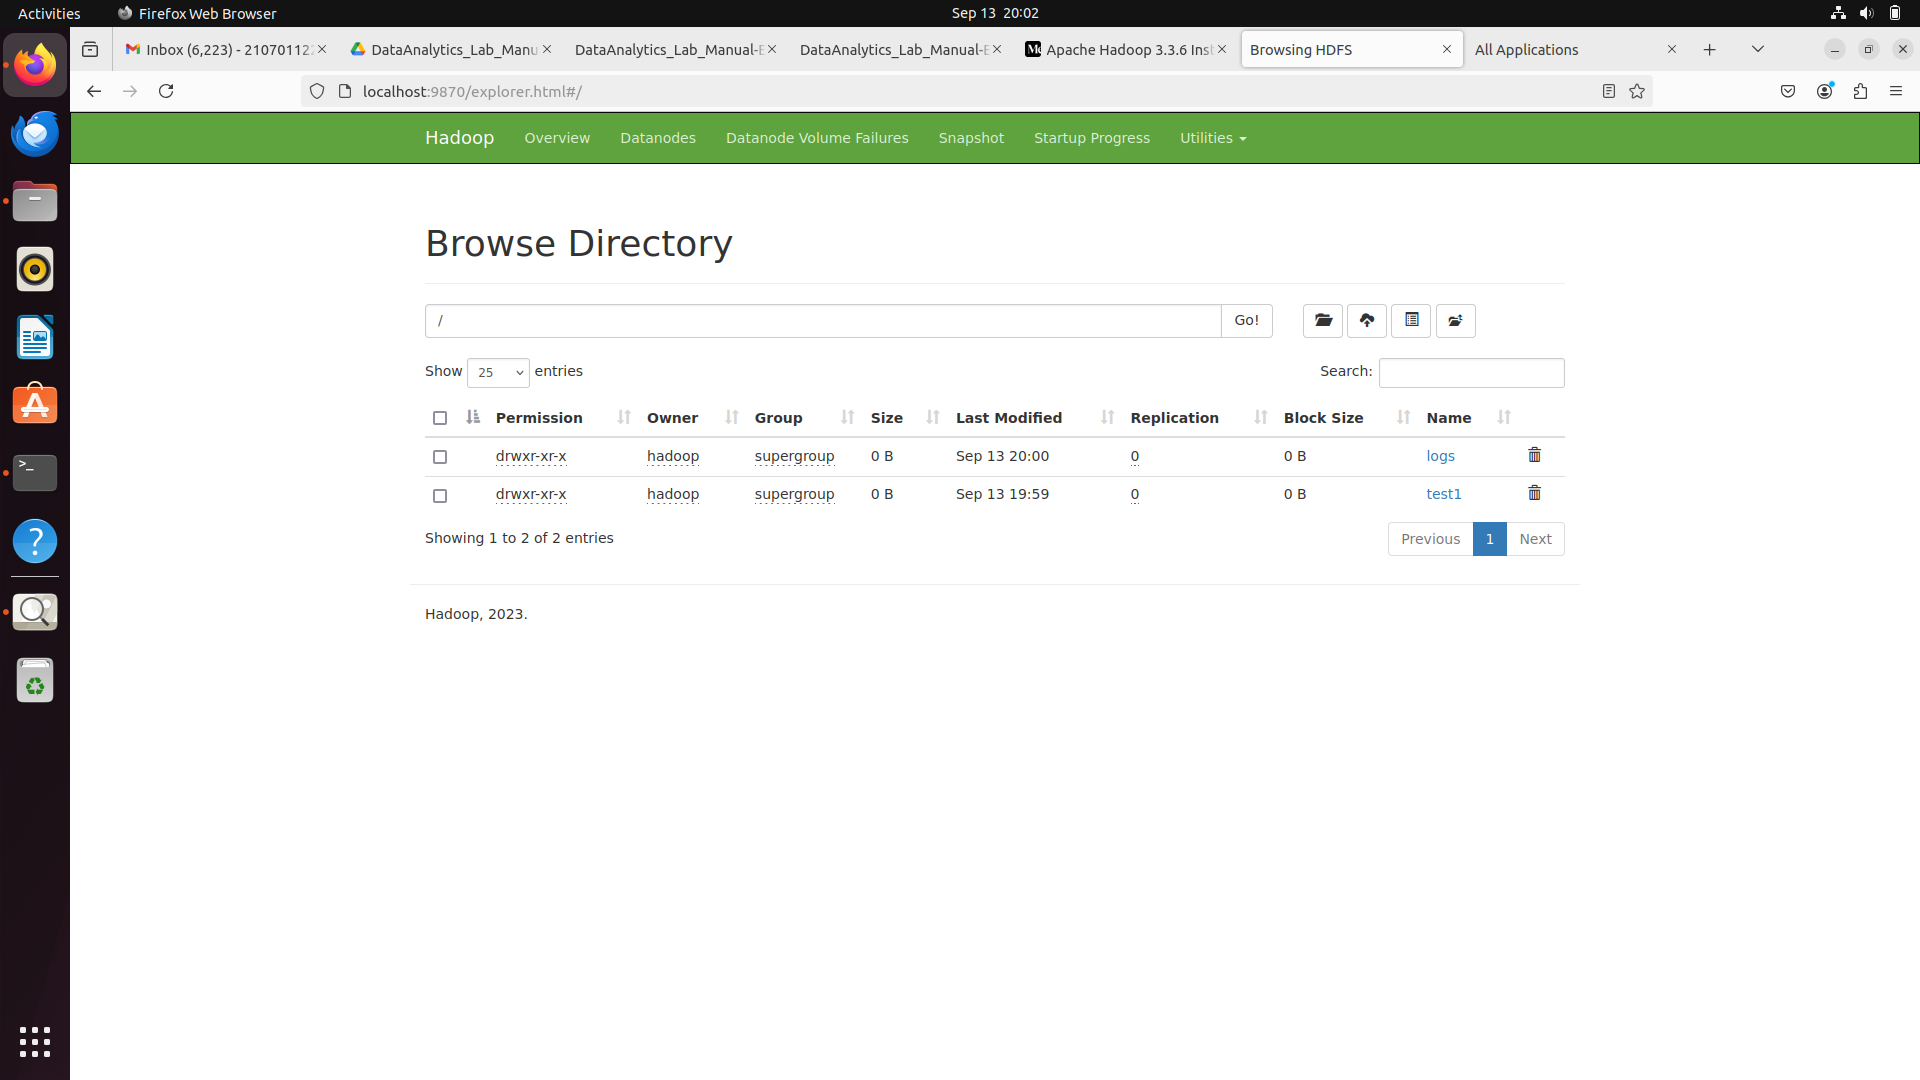 Activities Firefox Web Browser Sep 13 20:02
Inbox (6,223) - 21070112 DataAnalytics_Lab_Manu DataAnalytics_Lab_Manual-E DataAnalytics_Lab_Manual-E Apache Hadoop 3.3.6 Inst Browsing HDFS All Applications
localhost:9870/explorer.html#/
Hadoop Overview Datanodes Datanode Volume Failures Snapshot Startup Progress Utilities
Browse Directory
/ Go!
Show 25 entries Search:
Permission Owner Group Size Last Modified Replication Block Size Name
drwxr-xr-x hadoop supergroup 0 B Sep 13 20:00 0 0 B logs
drwxr-xr-x hadoop supergroup 0 B Sep 13 19:59 0 0 B test1
Showing 1 to 2 of 2 entries Previous 1 Next
Hadoop, 2023.